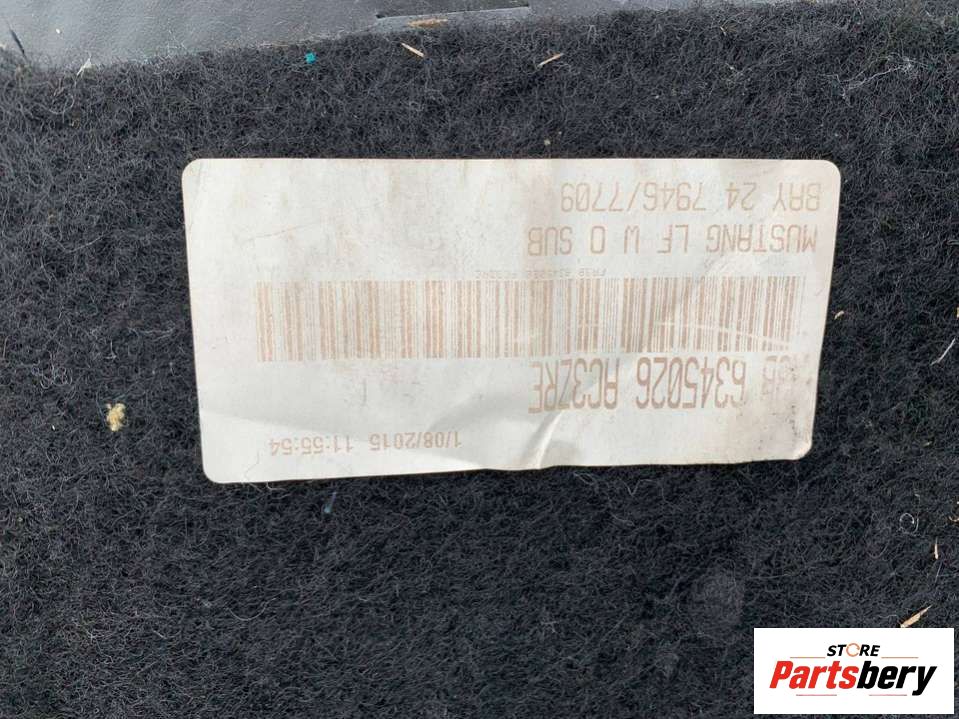 1/08/2015 11:55:54
6345026 AC3ZRE
MUSTANG LF W O SUB
BAY 24 7946/7709
STORE
Partsbery